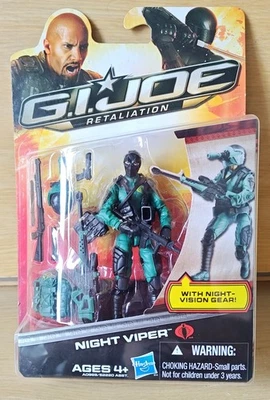 G.I.JOE
RETALIATION
WITH NIGHT-
VISION GEAR!
NIGHT VIPER
AGES 4+
Hasbro
WARNING:
CHOKING HAZARD-Small parts.
Not for children under 3 years.